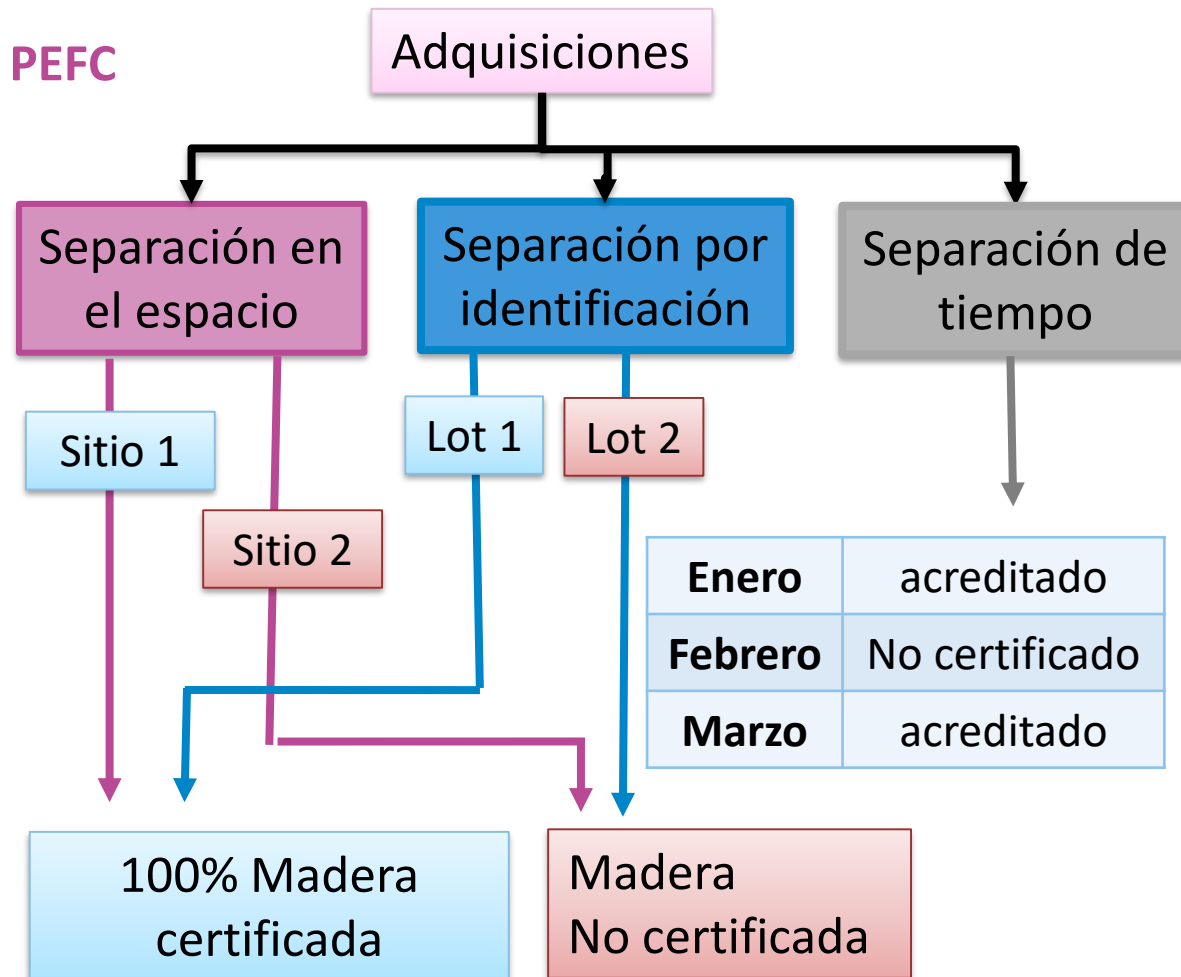 PEFC
Adquisiciones
Separación en
el espacio
Separación por
identificación
Separación de
tiempo
Sitio 1
Lot 1
Lot 2
Sitio 2
Enero acreditado
Febrero No certificado
Marzo acreditado
100% Madera
certificada
Madera
No certificada